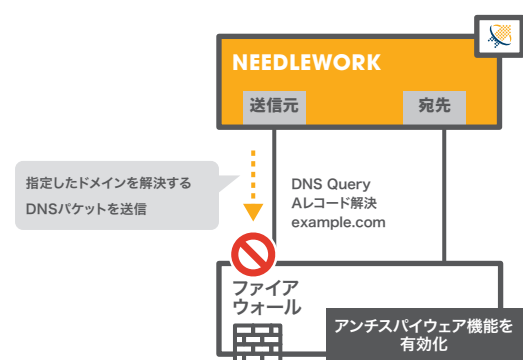 NEEDLEWORK
送信元
宛先
指定したドメインを解決する
DNSパケットを送信
DNS Query
Aレコード解決
example.com
ファイア
ウォール
アンチスパイウェア機能を
有効化